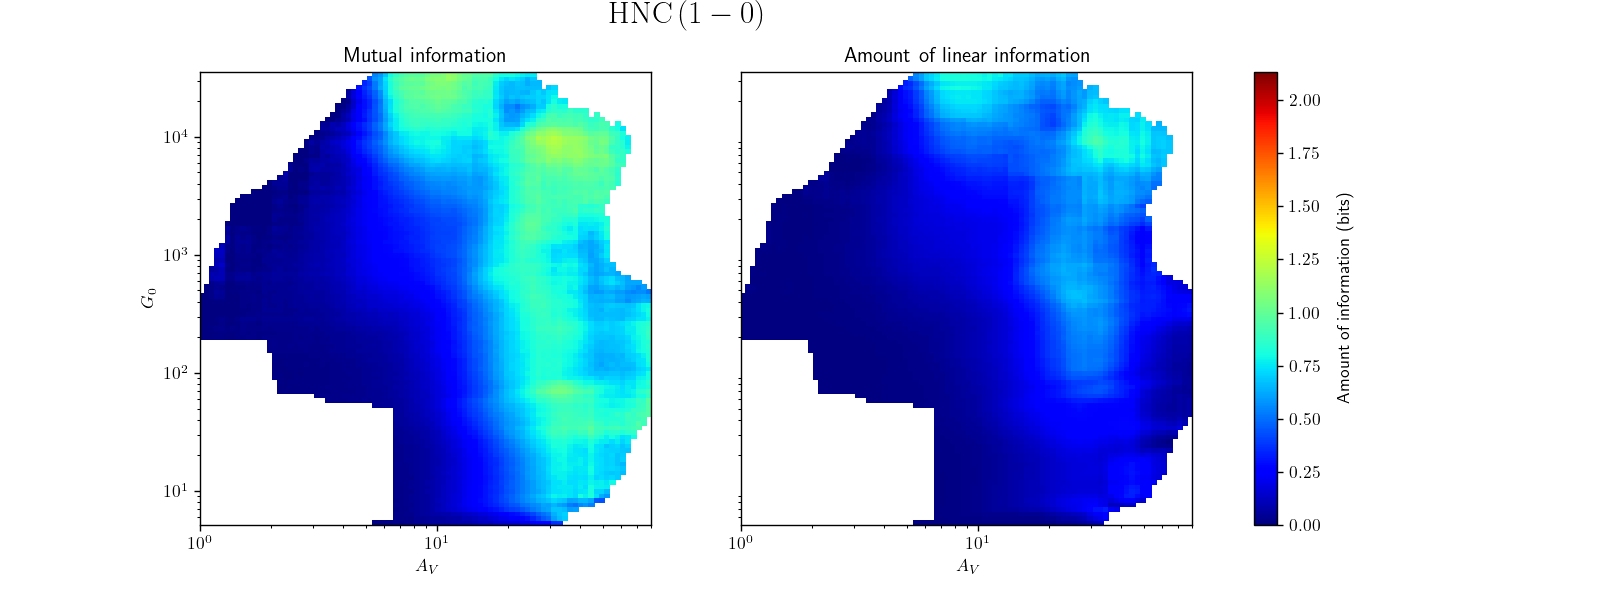 HNC (1 − 0)
Mutual information
Amount of linear information
10⁴
10³
10²
10¹
G₀
10⁰
10¹
A_V
10⁰
10¹
A_V
2.00
1.75
1.50
1.25
1.00
0.75
0.50
0.25
0.00
Amount of information (bits)